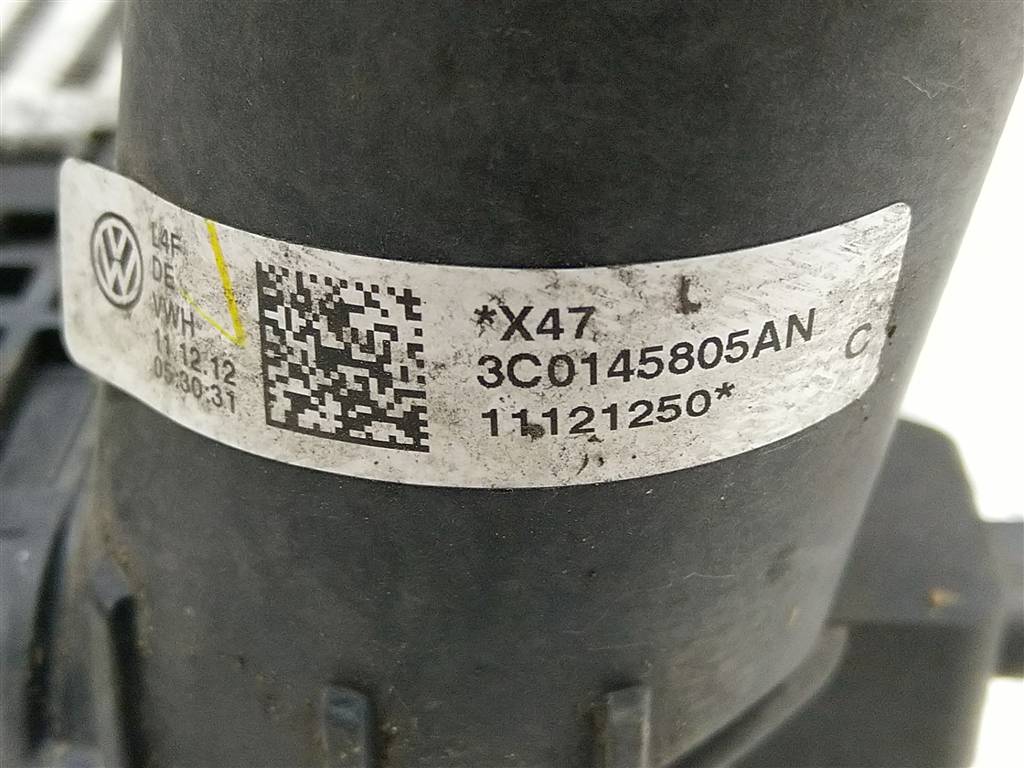 L4F
DE
VWH
11.12.12
05:30:31
*X47
3C0145805AN C
11121250*